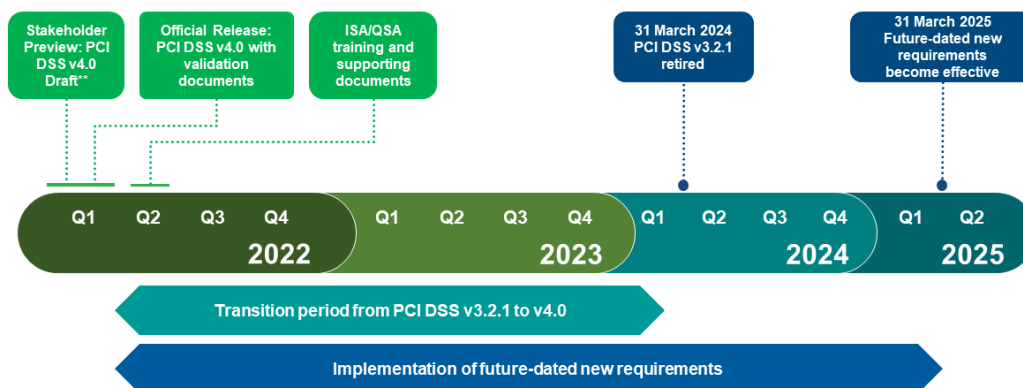 Stakeholder
Preview: PCI
DSS v4.0
Draft**
Official Release:
PCI DSS v4.0 with
validation
documents
ISA/QSA
training and
supporting
documents
31 March 2024
PCI DSS v3.2.1
retired
31 March 2025
Future-dated new
requirements
become effective
Q1 Q2 Q3 Q4
2022
Q1 Q2 Q3 Q4
2023
Q1 Q2 Q3 Q4
2024
Q1 Q2
2025
Transition period from PCI DSS v3.2.1 to v4.0
Implementation of future-dated new requirements